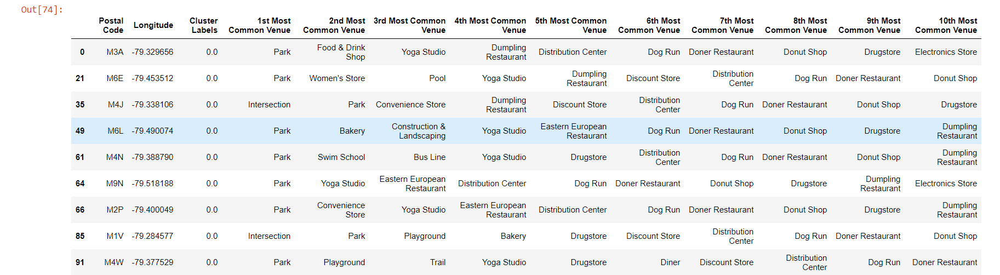 Out[74]:
Postal Code Longitude Cluster Labels 1st Most Common Venue 2nd Most Common Venue 3rd Most Common Venue 4th Most Common Venue 5th Most Common Venue 6th Most Common Venue 7th Most Common Venue 8th Most Common Venue 9th Most Common Venue 10th Most Common Venue
0 M3A -79.329656 0.0 Park Food & Drink Shop Yoga Studio Dumpling Restaurant Distribution Center Dog Run Doner Restaurant Donut Shop Drugstore Electronics Store
21 M6E -79.453512 0.0 Park Women's Store Pool Yoga Studio Dumpling Restaurant Discount Store Distribution Center Dog Run Doner Restaurant Donut Shop
35 M4J -79.338106 0.0 Intersection Park Convenience Store Dumpling Restaurant Discount Store Distribution Center Dog Run Doner Restaurant Donut Shop Drugstore
49 M6L -79.490074 0.0 Park Bakery Construction & Landscaping Yoga Studio Eastern European Restaurant Dog Run Doner Restaurant Donut Shop Drugstore Dumpling Restaurant
61 M4N -79.388790 0.0 Park Swim School Bus Line Yoga Studio Drugstore Distribution Center Dog Run Doner Restaurant Donut Shop Dumpling Restaurant
64 M9N -79.518188 0.0 Park Yoga Studio Eastern European Restaurant Distribution Center Dog Run Doner Restaurant Donut Shop Drugstore Dumpling Restaurant Electronics Store
66 M2P -79.400049 0.0 Park Convenience Store Yoga Studio Eastern European Restaurant Distribution Center Dog Run Doner Restaurant Donut Shop Drugstore Dumpling Restaurant
85 M1V -79.284577 0.0 Intersection Park Playground Bakery Drugstore Discount Store Distribution Center Dog Run Doner Restaurant Donut Shop
91 M4W -79.377529 0.0 Park Playground Trail Yoga Studio Drugstore Diner Discount Store Distribution Center Dog Run Doner Restaurant